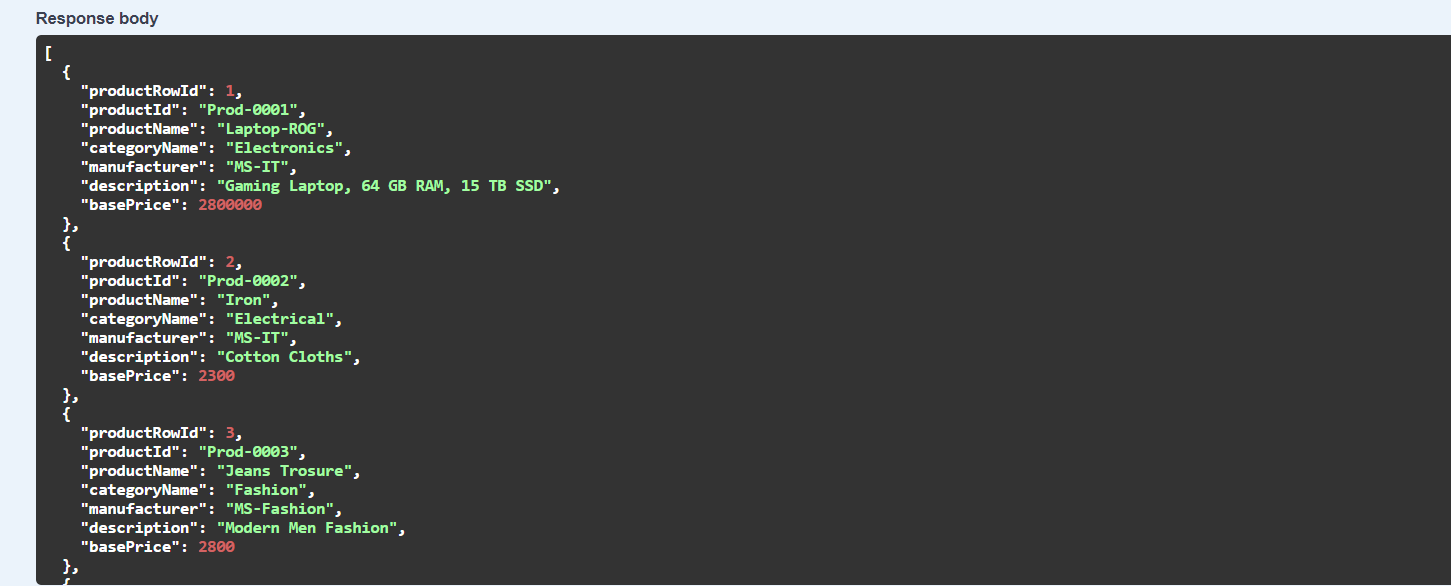 Response body
[
  {
    "productRowId": 1,
    "productId": "Prod-0001",
    "productName": "Laptop-ROG",
    "categoryName": "Electronics",
    "manufacturer": "MS-IT",
    "description": "Gaming Laptop, 64 GB RAM, 15 TB SSD",
    "basePrice": 2800000
  },
  {
    "productRowId": 2,
    "productId": "Prod-0002",
    "productName": "Iron",
    "categoryName": "Electrical",
    "manufacturer": "MS-IT",
    "description": "Cotton Cloths",
    "basePrice": 2300
  },
  {
    "productRowId": 3,
    "productId": "Prod-0003",
    "productName": "Jeans Trosure",
    "categoryName": "Fashion",
    "manufacturer": "MS-Fashion",
    "description": "Modern Men Fashion",
    "basePrice": 2800
  },
  {